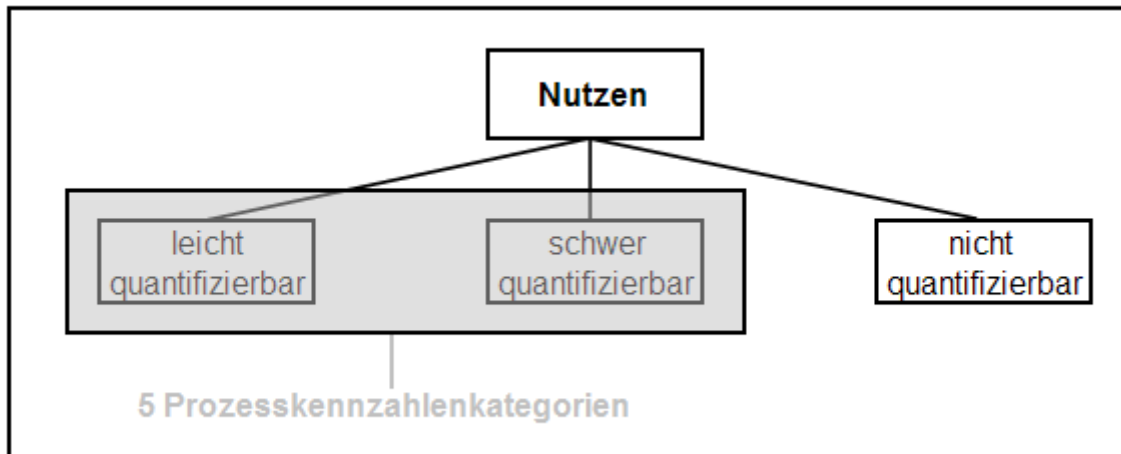 Nutzen
leicht
quantifizierbar
schwer
quantifizierbar
nicht
quantifizierbar
5 Prozesskennzahlenkategorien